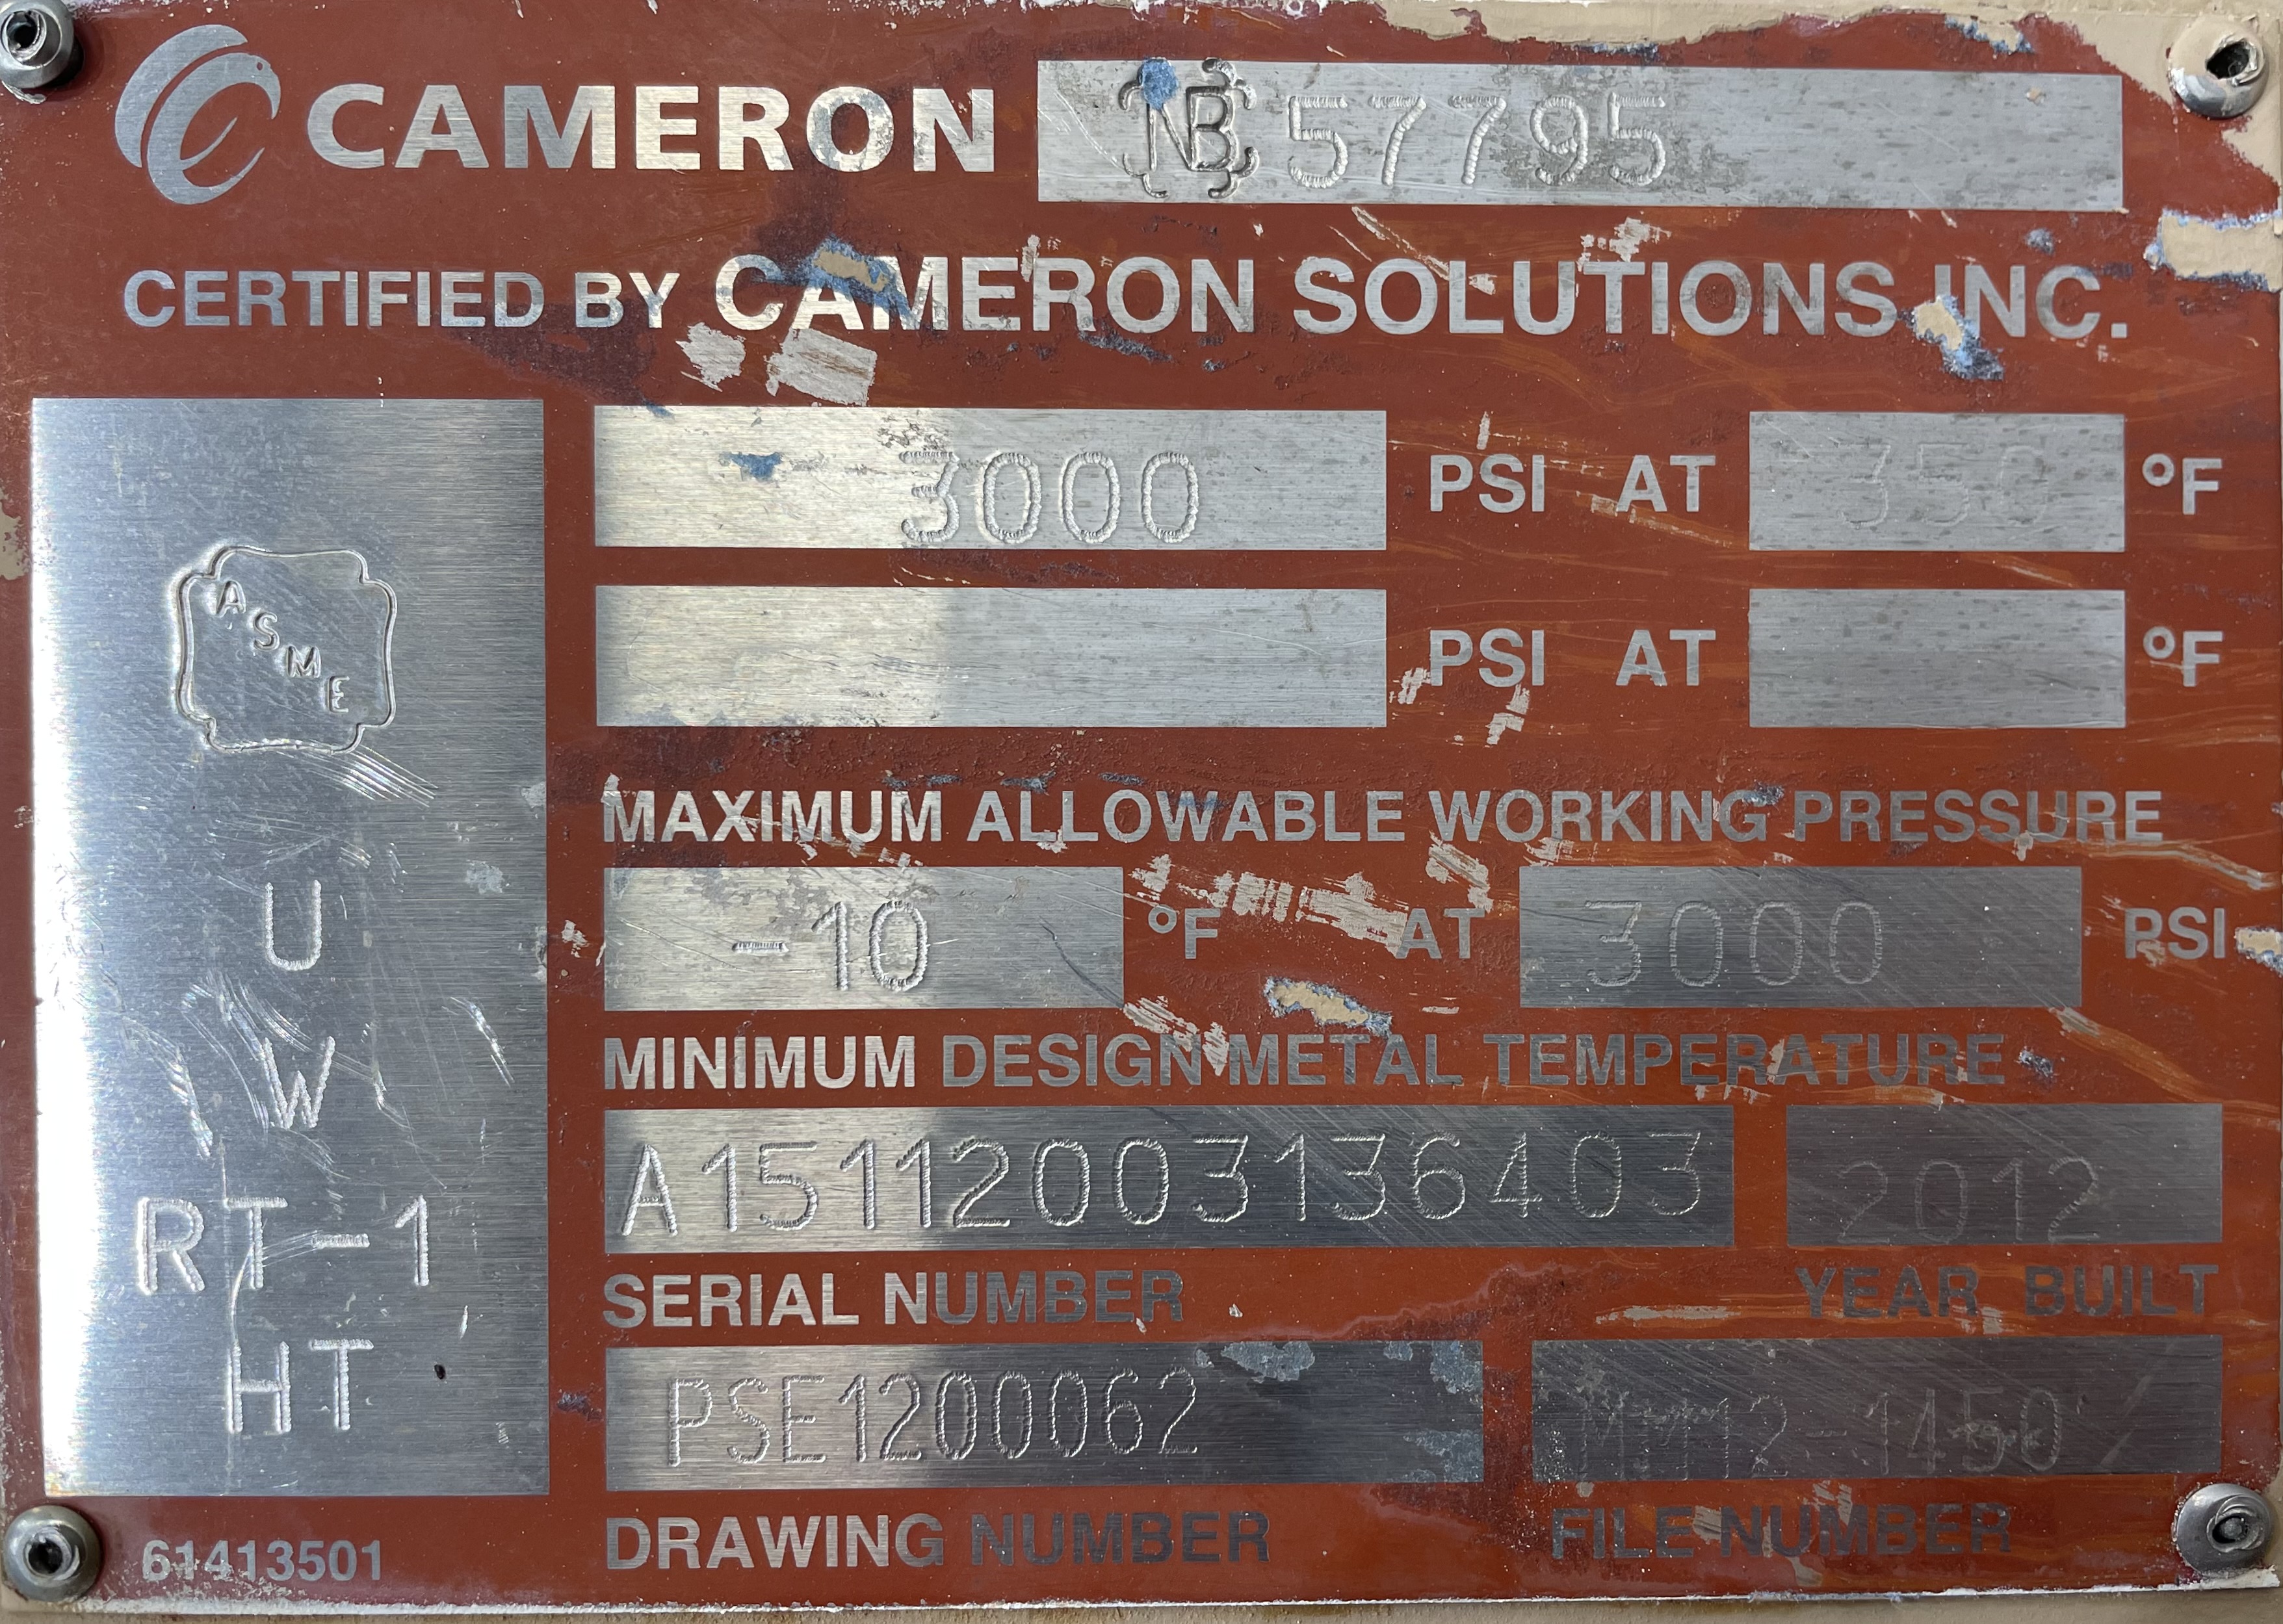 CAMERON NB 57795
CERTIFIED BY CAMERON SOLUTIONS INC.
3000 PSI AT 350 °F
PSI AT °F
MAXIMUM ALLOWABLE WORKING PRESSURE
-10 °F AT 3000 PSI
MINIMUM DESIGN METAL TEMPERATURE
A15112003136403 2012
SERIAL NUMBER YEAR BUILT
PSE1200062
DRAWING NUMBER FILE NUMBER
ASME
U
W
RT-1
HT
61413501